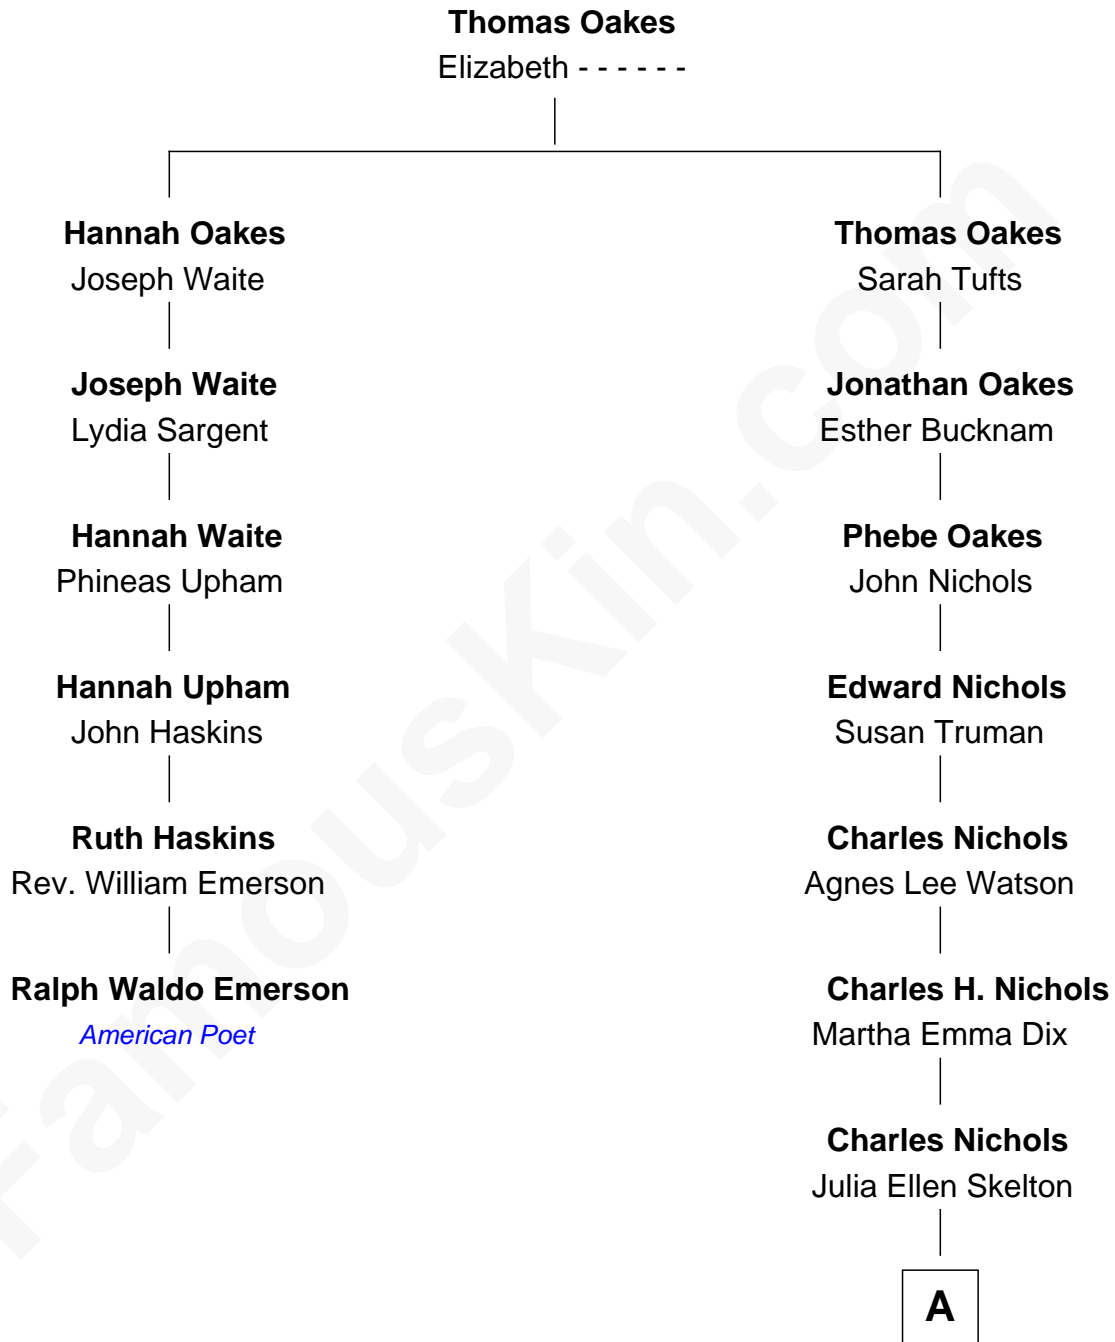 Thomas Oakes
Elizabeth - - - - - -
Hannah Oakes
Joseph Waite
Thomas Oakes
Sarah Tufts
Joseph Waite
Lydia Sargent
Jonathan Oakes
Esther Bucknam
Hannah Waite
Phineas Upham
Phebe Oakes
John Nichols
Hannah Upham
John Haskins
Edward Nichols
Susan Truman
Ruth Haskins
Rev. William Emerson
Charles Nichols
Agnes Lee Watson
Ralph Waldo Emerson
American Poet
Charles H. Nichols
Martha Emma Dix
Charles Nichols
Julia Ellen Skelton
A
FamousKin.com